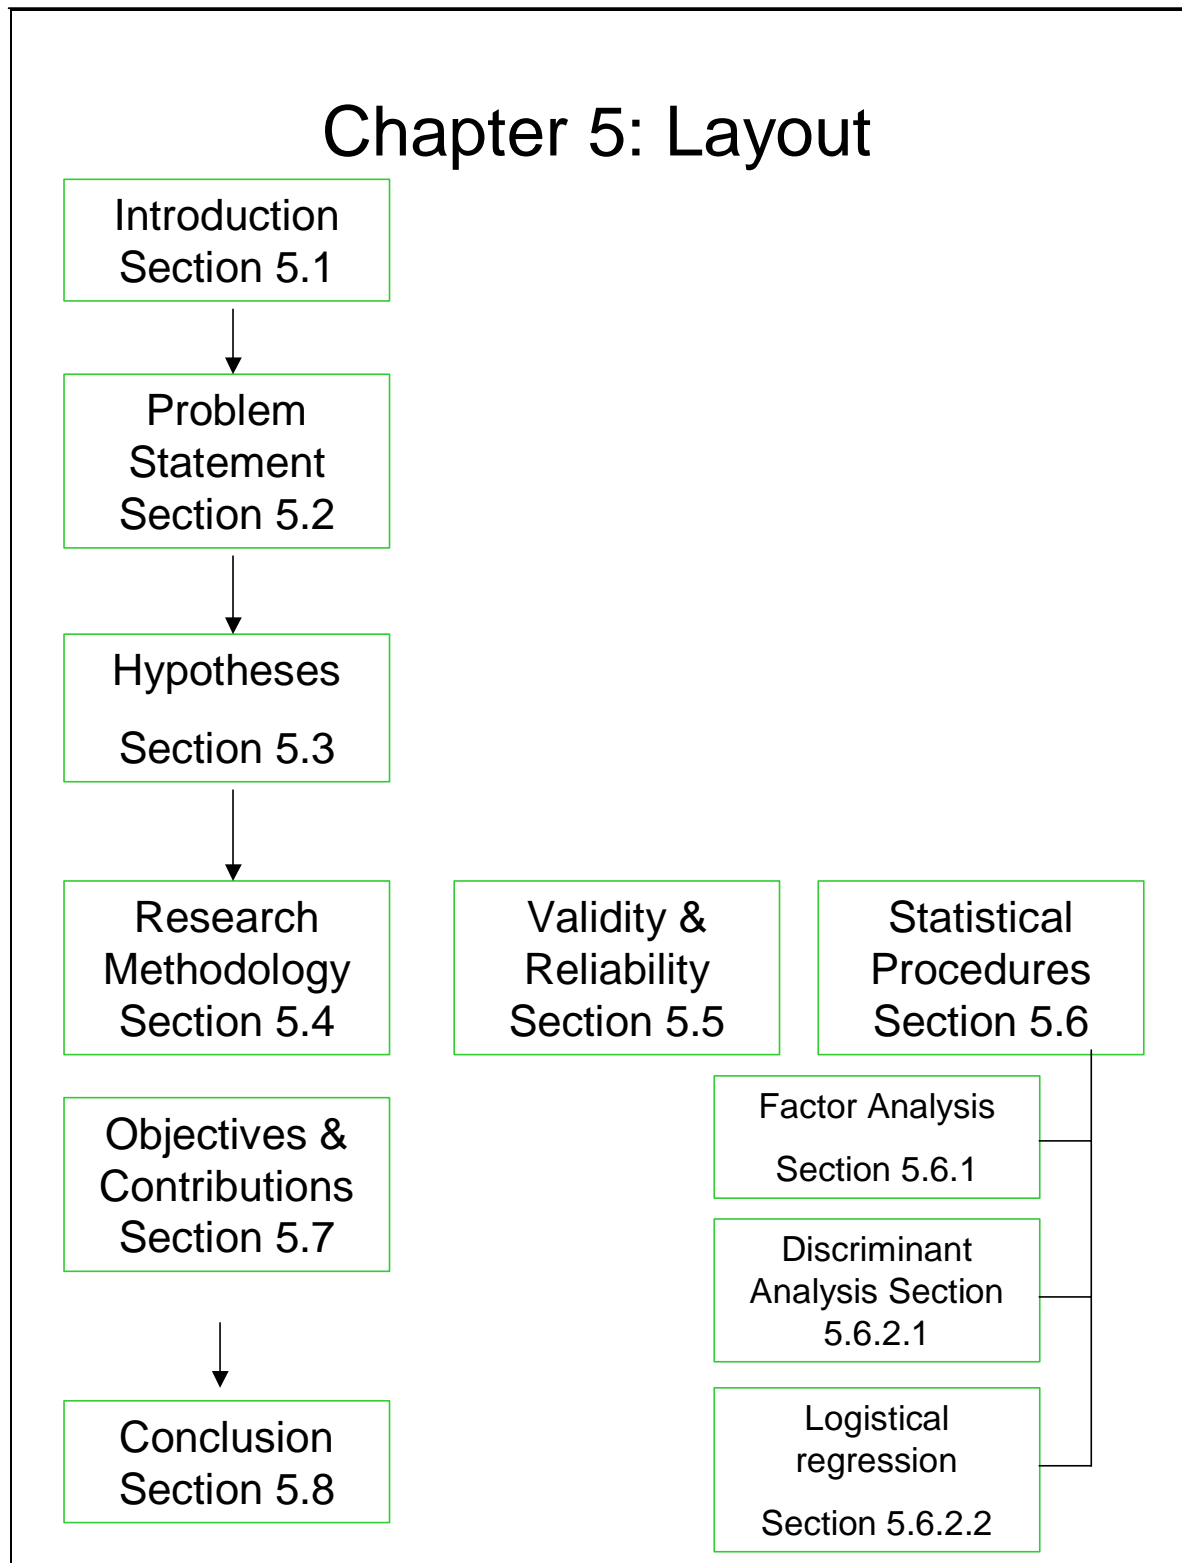 Chapter 5: Layout
Introduction
Section 5.1
Problem
Statement
Section 5.2
Hypotheses
Section 5.3
Research
Methodology
Section 5.4
Validity &
Reliability
Section 5.5
Statistical
Procedures
Section 5.6
Factor Analysis
Section 5.6.1
Discriminant
Analysis Section
5.6.2.1
Logistical
regression
Section 5.6.2.2
Objectives &
Contributions
Section 5.7
Conclusion
Section 5.8